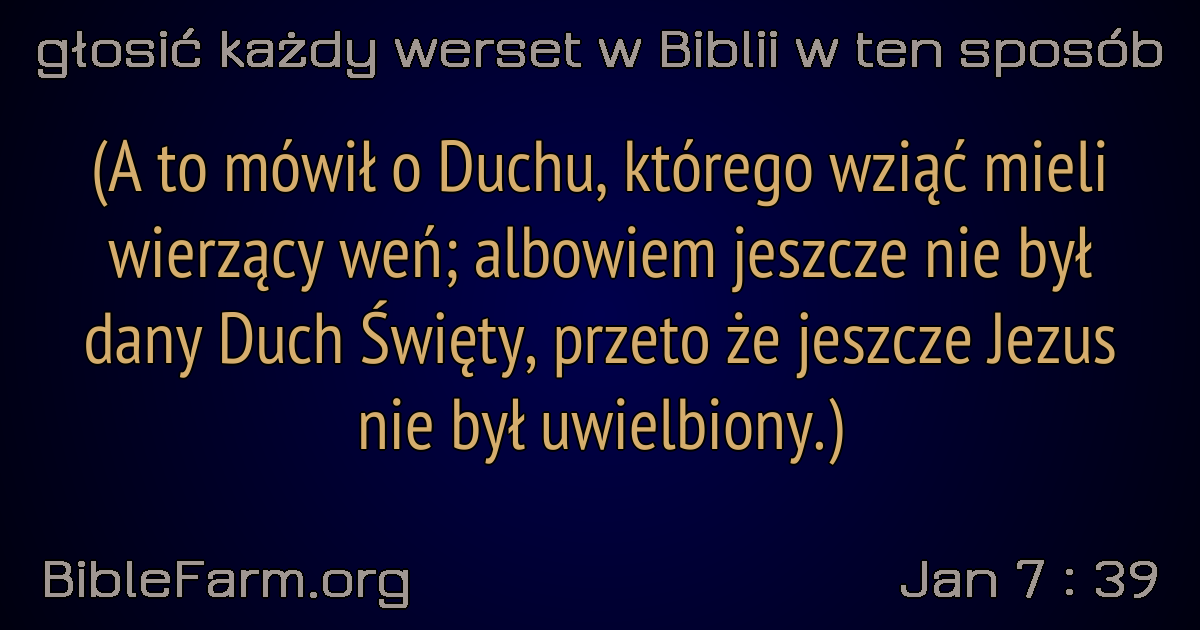 głosić każdy werset w Biblii w ten sposób
(A to mówił o Duchu, którego wziąć mieli
wierzący weń; albowiem jeszcze nie był
dany Duch Święty, przeto że jeszcze Jezus
nie był uwielbiony.)
BibleFarm.org
Jan 7 : 39